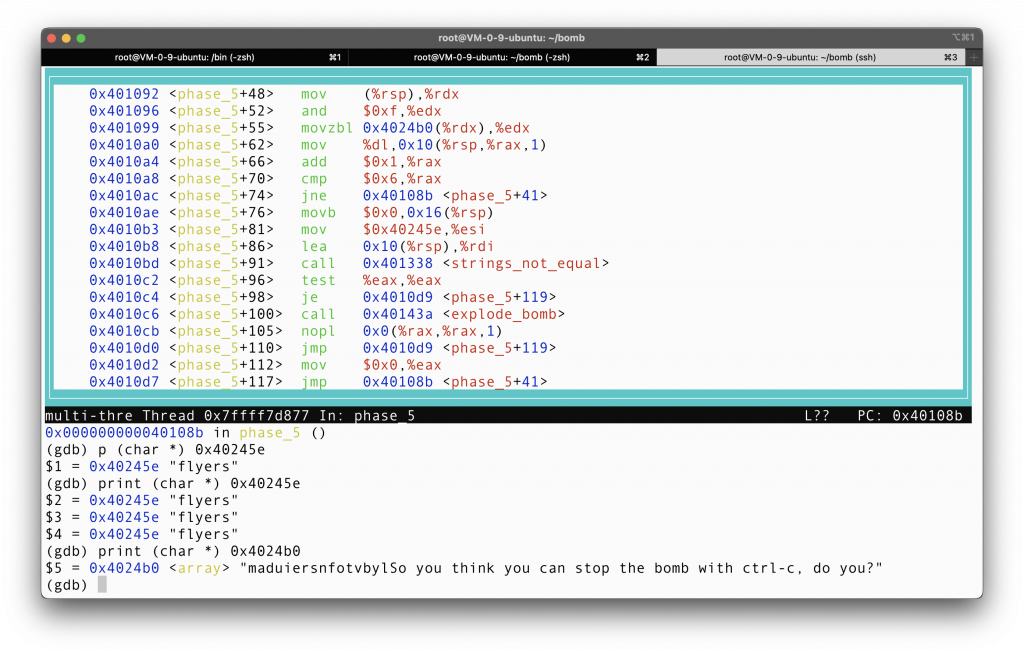 root@VM-0-9-ubuntu: ~/bomb ⌥⌘1
root@VM-0-9-ubuntu: /bin (-zsh) ⌘1 root@VM-0-9-ubuntu: ~/bomb (-zsh) ⌘2 root@VM-0-9-ubuntu: ~/bomb (ssh) ⌘3 +
0x401092 <phase_5+48> mov (%rsp),%rdx
0x401096 <phase_5+52> and $0xf,%edx
0x401099 <phase_5+55> movzbl 0x4024b0(%rdx),%edx
0x4010a0 <phase_5+62> mov %dl,0x10(%rsp,%rax,1)
0x4010a4 <phase_5+66> add $0x1,%rax
0x4010a8 <phase_5+70> cmp $0x6,%rax
0x4010ac <phase_5+74> jne 0x40108b <phase_5+41>
0x4010ae <phase_5+76> movb $0x0,0x16(%rsp)
0x4010b3 <phase_5+81> mov $0x40245e,%esi
0x4010b8 <phase_5+86> lea 0x10(%rsp),%rdi
0x4010bd <phase_5+91> call 0x401338 <strings_not_equal>
0x4010c2 <phase_5+96> test %eax,%eax
0x4010c4 <phase_5+98> je 0x4010d9 <phase_5+119>
0x4010c6 <phase_5+100> call 0x40143a <explode_bomb>
0x4010cb <phase_5+105> nopl 0x0(%rax,%rax,1)
0x4010d0 <phase_5+110> jmp 0x4010d9 <phase_5+119>
0x4010d2 <phase_5+112> mov $0x0,%eax
0x4010d7 <phase_5+117> jmp 0x40108b <phase_5+41>
multi-thre Thread 0x7ffff7d877 In: phase_5 L?? PC: 0x40108b
0x000000000040108b in phase_5 ()
(gdb) p (char *) 0x40245e
$1 = 0x40245e "flyers"
(gdb) print (char *) 0x40245e
$2 = 0x40245e "flyers"
$3 = 0x40245e "flyers"
$4 = 0x40245e "flyers"
(gdb) print (char *) 0x4024b0
$5 = 0x4024b0 <array> "maduiersnfotvbylSo you think you can stop the bomb with ctrl-c, do you?"
(gdb)